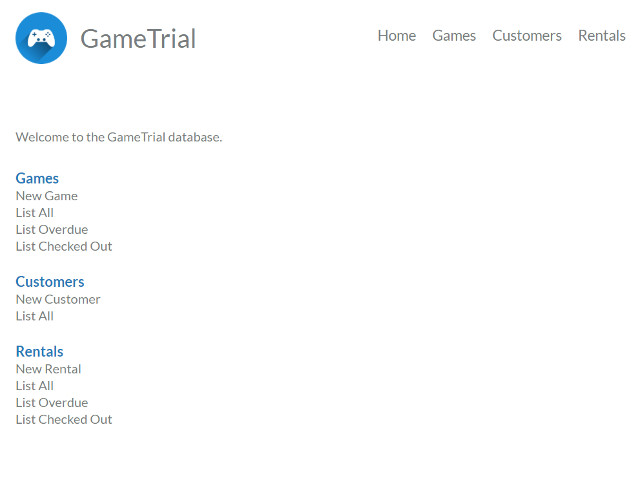 GameTrial
Home Games Customers Rentals
Welcome to the GameTrial database.
Games
New Game
List All
List Overdue
List Checked Out
Customers
New Customer
List All
Rentals
New Rental
List All
List Overdue
List Checked Out